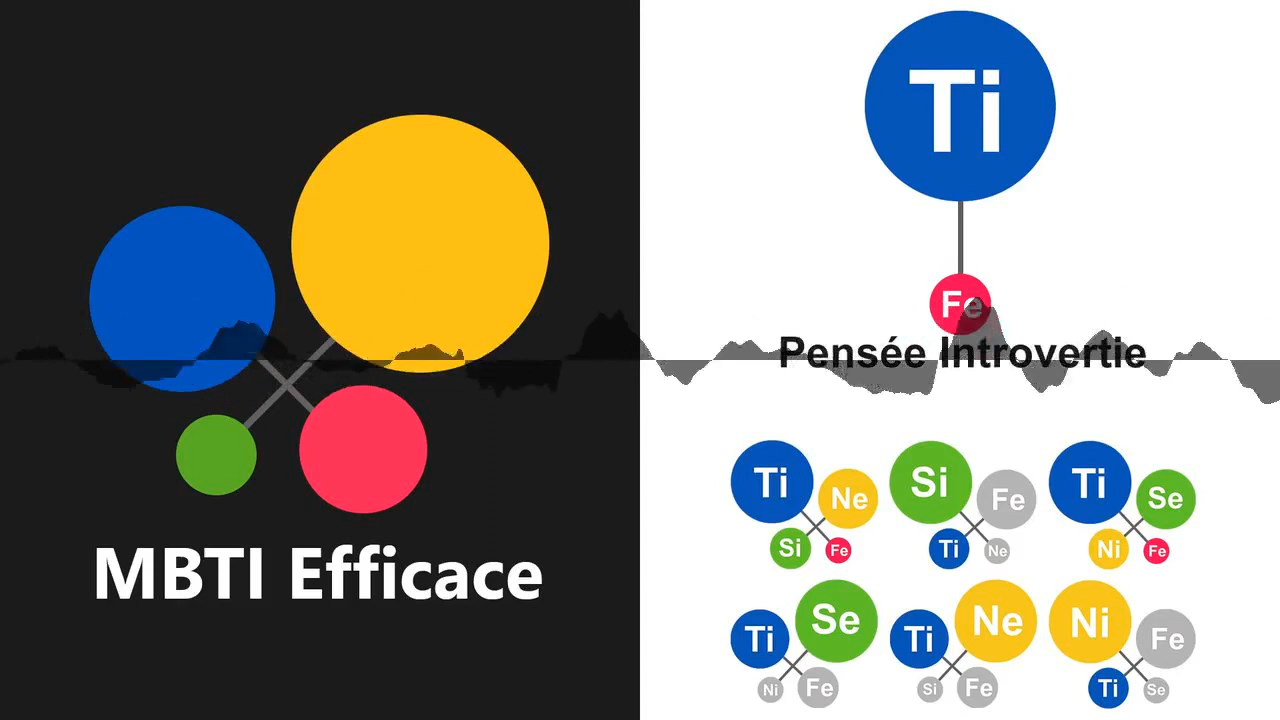 MBTI Efficace
Ti
Fe
Pensée Introvertie
Ti Ne Si Fe
Si Fe Ti Ne
Ti Se Ni Fe
Ti Se Ni Fe
Ti Ne Si Fe
Ni Fe Ti Se